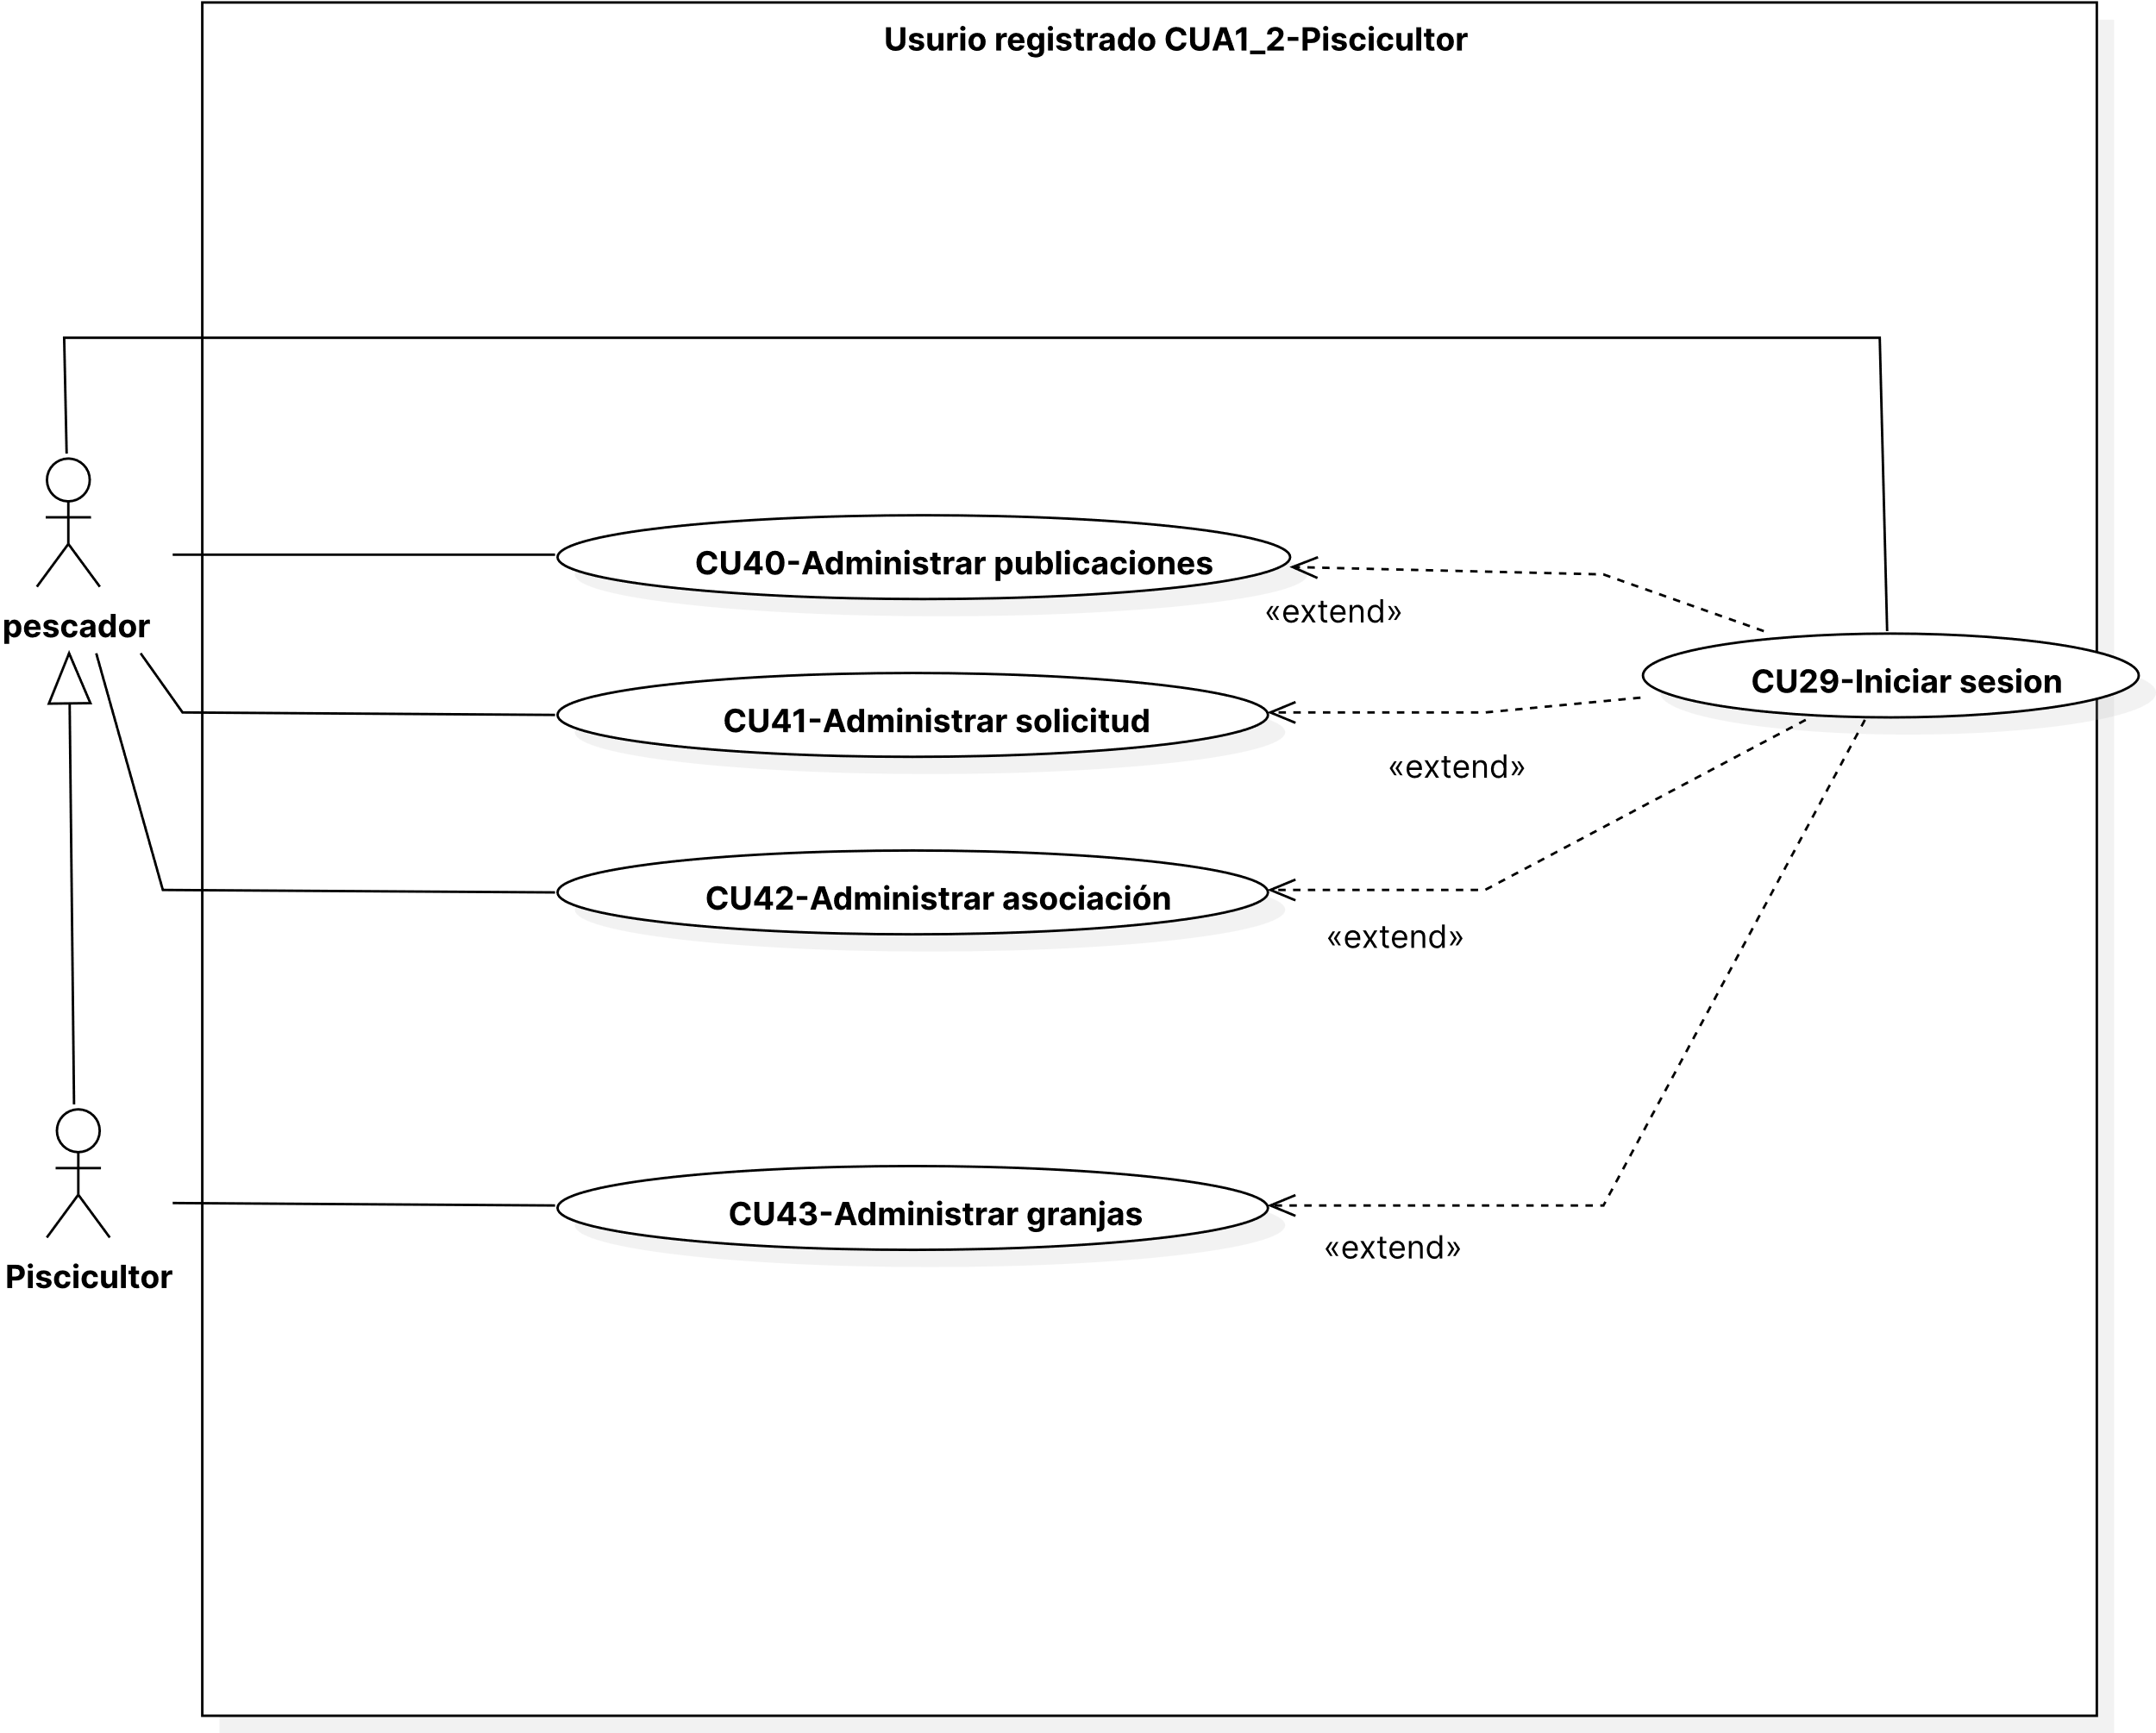 Usurio registrado CUA1_2-Piscicultor
CU40-Administrar publicaciones
«extend»
pescador
CU29-Iniciar sesion
CU41-Administrar solicitud
«extend»
CU42-Administrar asociación
«extend»
CU43-Administrar granjas
«extend»
Piscicultor